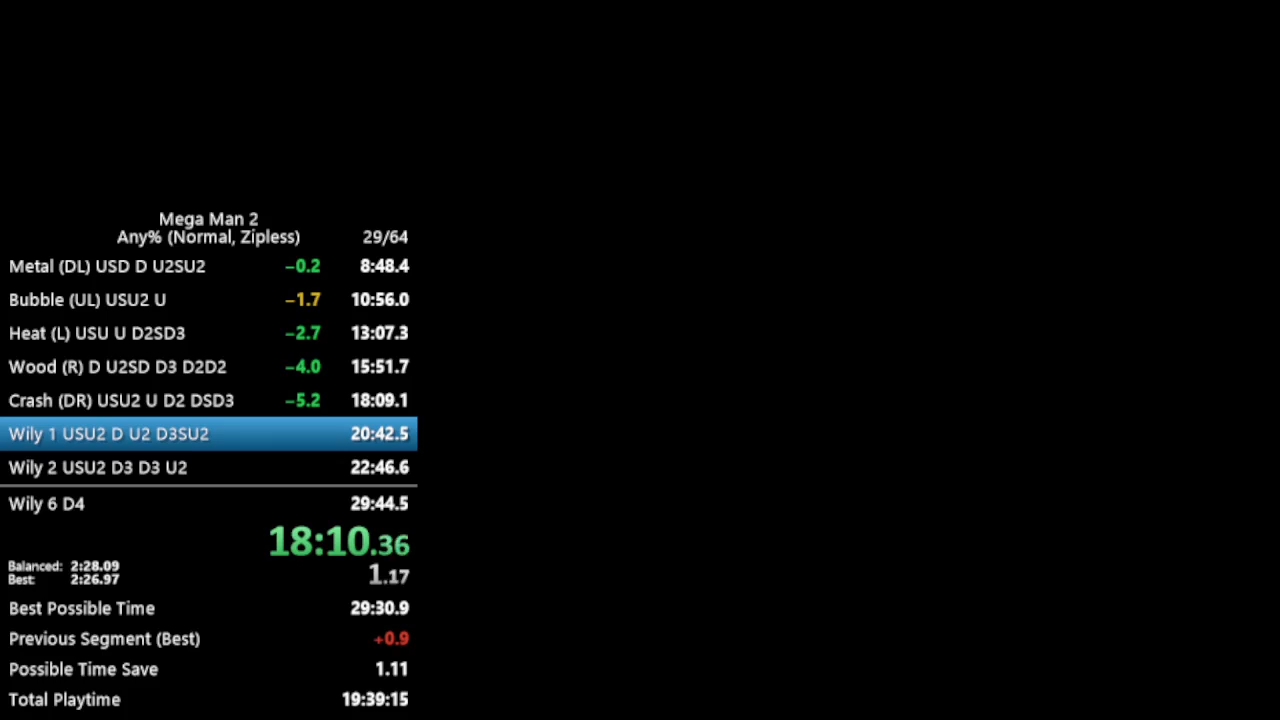 Mega Man 2
Any% (Normal, Zipless) 29/64
Metal (DL) USD D U2SU2 −0.2 8:48.4
Bubble (UL) USU2 U −1.7 10:56.0
Heat (L) USU U D2SD3 −2.7 13:07.3
Wood (R) D U2SD D3 D2D2 −4.0 15:51.7
Crash (DR) USU2 U D2 DSD3 −5.2 18:09.1
Wily 1 USU2 D U2 D3SU2 20:42.5
Wily 2 USU2 D3 D3 U2 22:46.6
Wily 6 D4 29:44.5
18:10.36
Balanced: 2:28.09
Best: 2:26.97
1.17
Best Possible Time 29:30.9
Previous Segment (Best) +0.9
Possible Time Save 1.11
Total Playtime 19:39:15